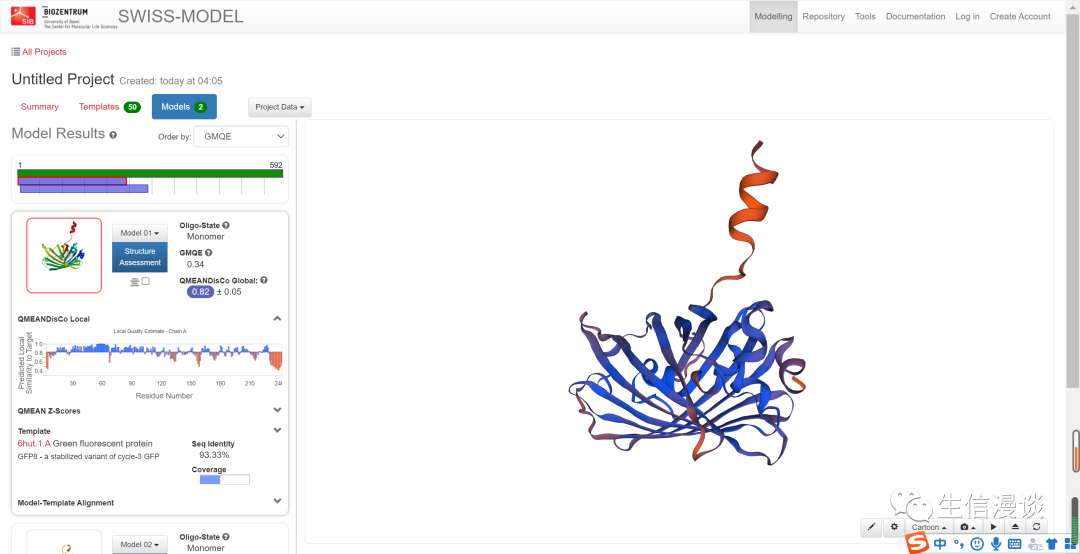 SIB
BIOZENTRUM
University of Basel
The Center for Molecular Life Sciences
SWISS-MODEL
Modelling Repository Tools Documentation Log in Create Account
All Projects
Untitled Project Created: today at 04:05
Summary Templates 50 Models 2 Project Data
Model Results Order by: GMQE
1 592
Model 01
Structure
Assessment
Oligo-State
Monomer
GMQE
0.34
QMEANDisCo Global:
0.82 ± 0.05
QMEANDisCo Local
Local Quality Estimate - Chain A
Predicted Local
Similarity to Target
1.0
0.8
0.6
0.4
30 60 90 120 150 180 210 24
Residue Number
QMEAN Z-Scores
Template
6hut.1.A Green fluorescent protein
GFP8 - a stabilized variant of cycle-3 GFP
Seq Identity
93.33%
Coverage
Model-Template Alignment
Model 02
Oligo-State
Monomer
Cartoon
生信漫谈
S 中